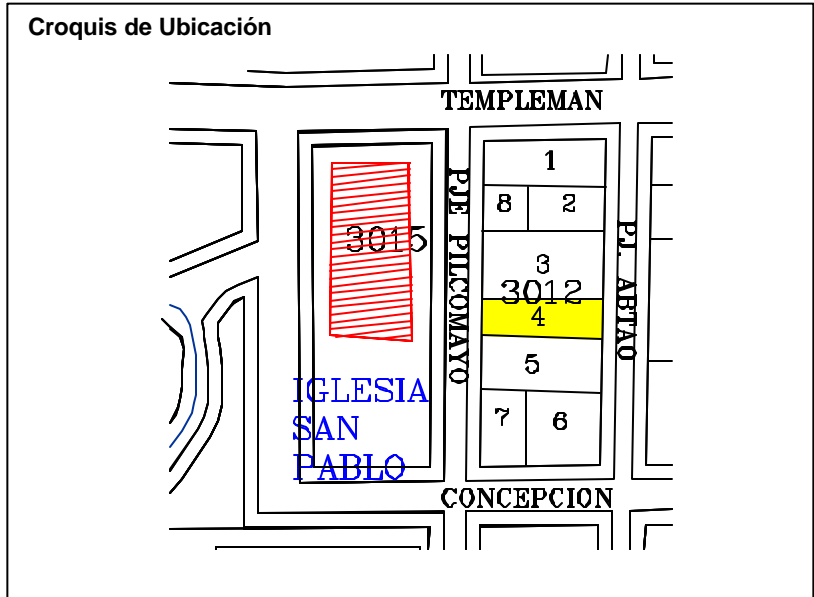 Croquis de Ubicación
TEMPLEMAN
1
8 2
PJE PILCOMAYO
PJ. ABTAO
3015
3
3012
4
5
IGLESIA
SAN
PABLO
7 6
CONCEPCION